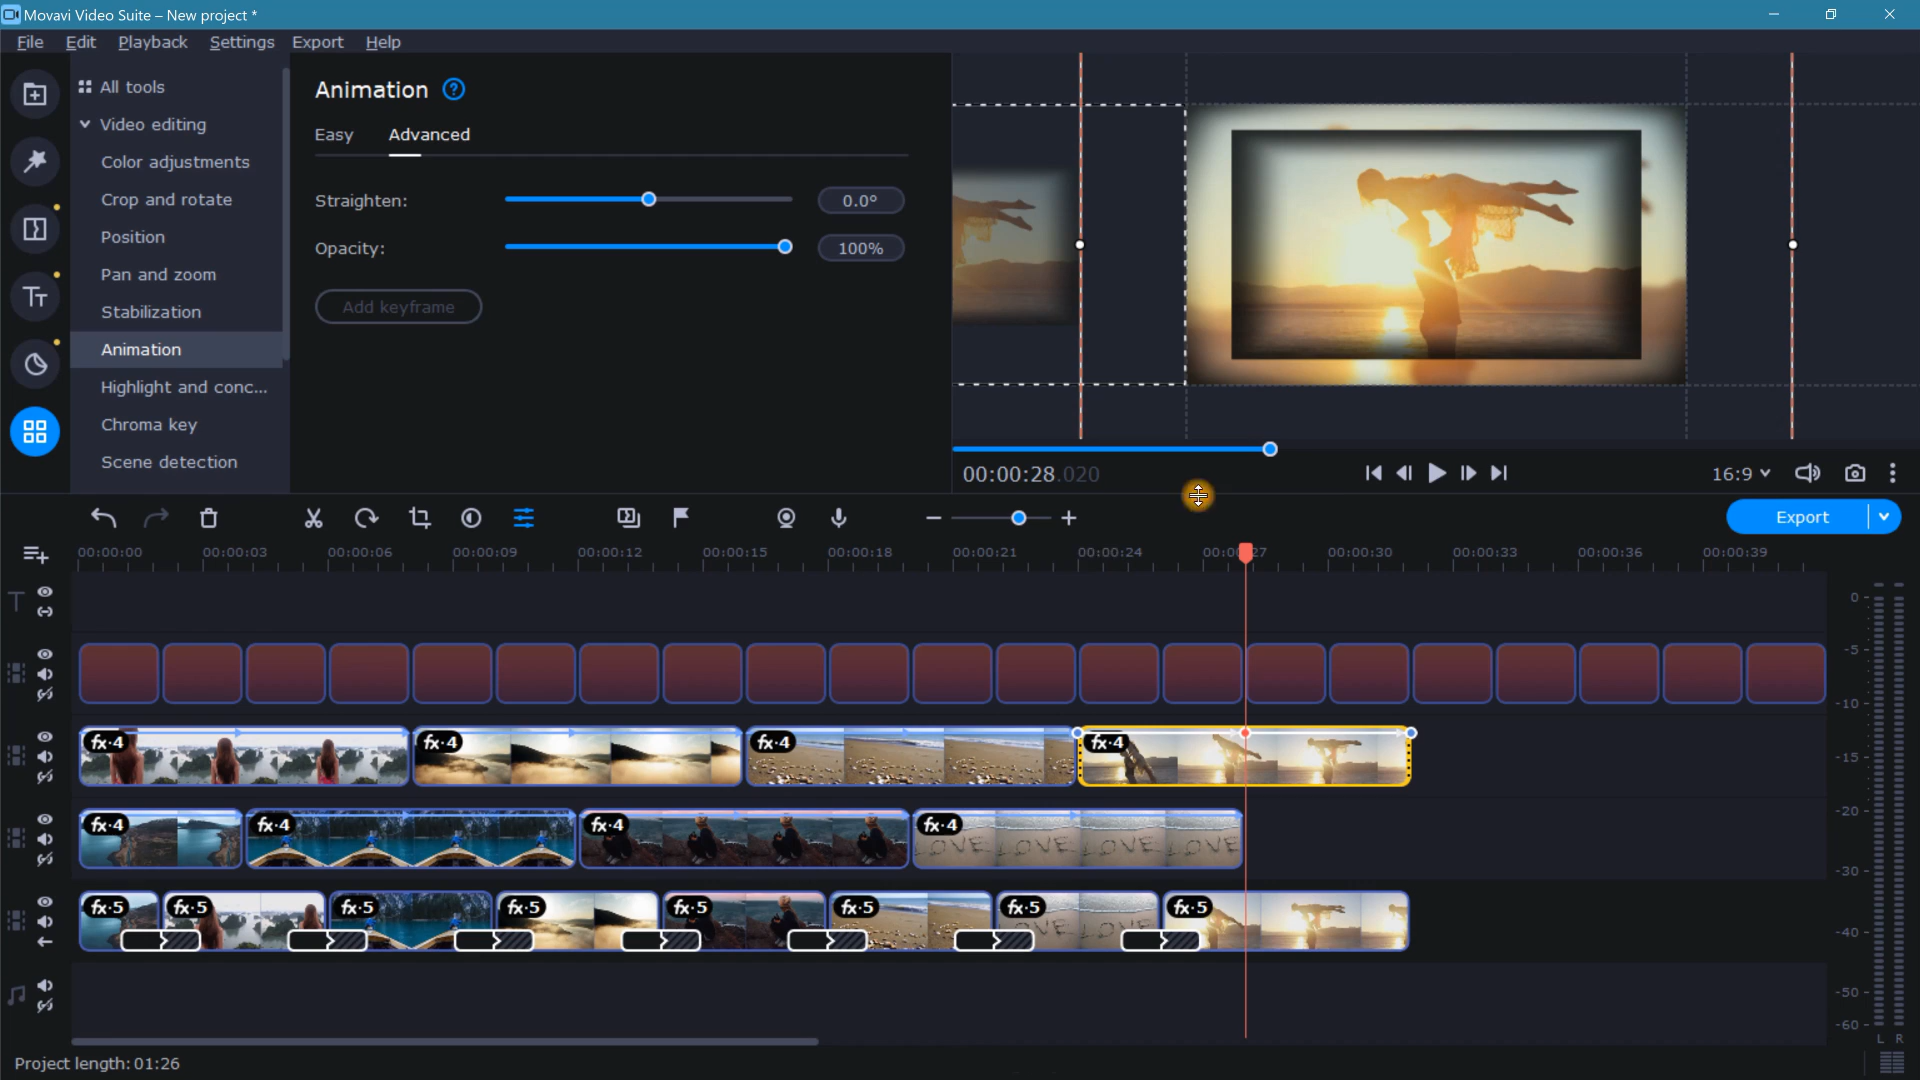 Movavi Video Suite – New project *
File Edit Playback Settings Export Help
All tools
Video editing
Color adjustments
Crop and rotate
Position
Pan and zoom
Stabilization
Animation
Highlight and conc...
Chroma key
Scene detection
Animation ?
Easy Advanced
Straighten: 0.0°
Opacity: 100%
Add keyframe
00:00:28.020
16:9
Export
00:00:00 00:00:03 00:00:06 00:00:09 00:00:12 00:00:15 00:00:18 00:00:21 00:00:24 00:00:27 00:00:30 00:00:33 00:00:36 00:00:39
fx·4 fx·4 fx·4 fx·4
fx·4 fx·4 fx·4 fx·4
LOVE LOVE LOVE LOVE
fx·5 fx·5 fx·5 fx·5 fx·5 fx·5 fx·5 fx·5
0
-5
-10
-15
-20
-30
-40
-50
-60
L R
Project length: 01:26